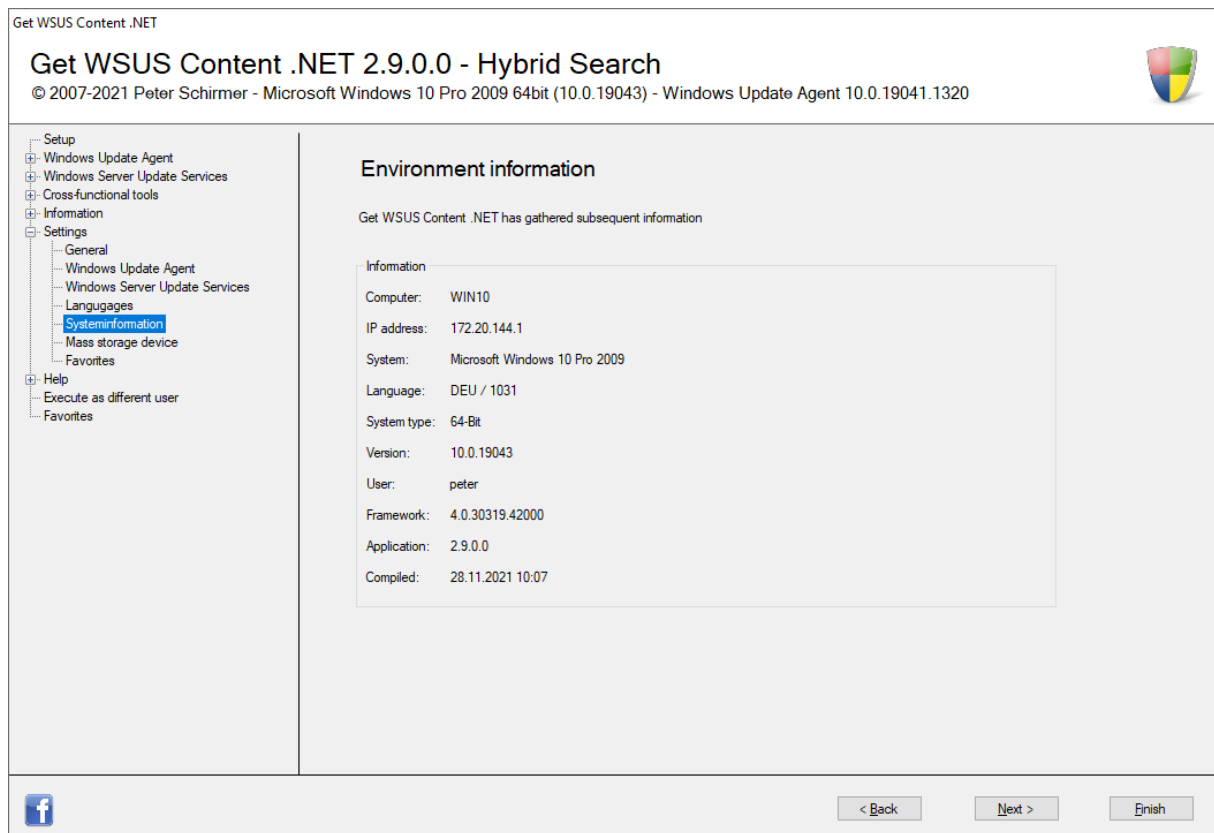 Get WSUS Content .NET
Get WSUS Content .NET 2.9.0.0 - Hybrid Search
© 2007-2021 Peter Schirmer - Microsoft Windows 10 Pro 2009 64bit (10.0.19043) - Windows Update Agent 10.0.19041.1320
Setup
Windows Update Agent
Windows Server Update Services
Cross-functional tools
Information
Settings
General
Windows Update Agent
Windows Server Update Services
Langugages
Systeminformation
Mass storage device
Favorites
Help
Execute as different user
Favorites
Environment information
Get WSUS Content .NET has gathered subsequent information
Information
Computer: WIN10
IP address: 172.20.144.1
System: Microsoft Windows 10 Pro 2009
Language: DEU / 1031
System type: 64-Bit
Version: 10.0.19043
User: peter
Framework: 4.0.30319.42000
Application: 2.9.0.0
Compiled: 28.11.2021 10:07
f
< Back Next > Finish